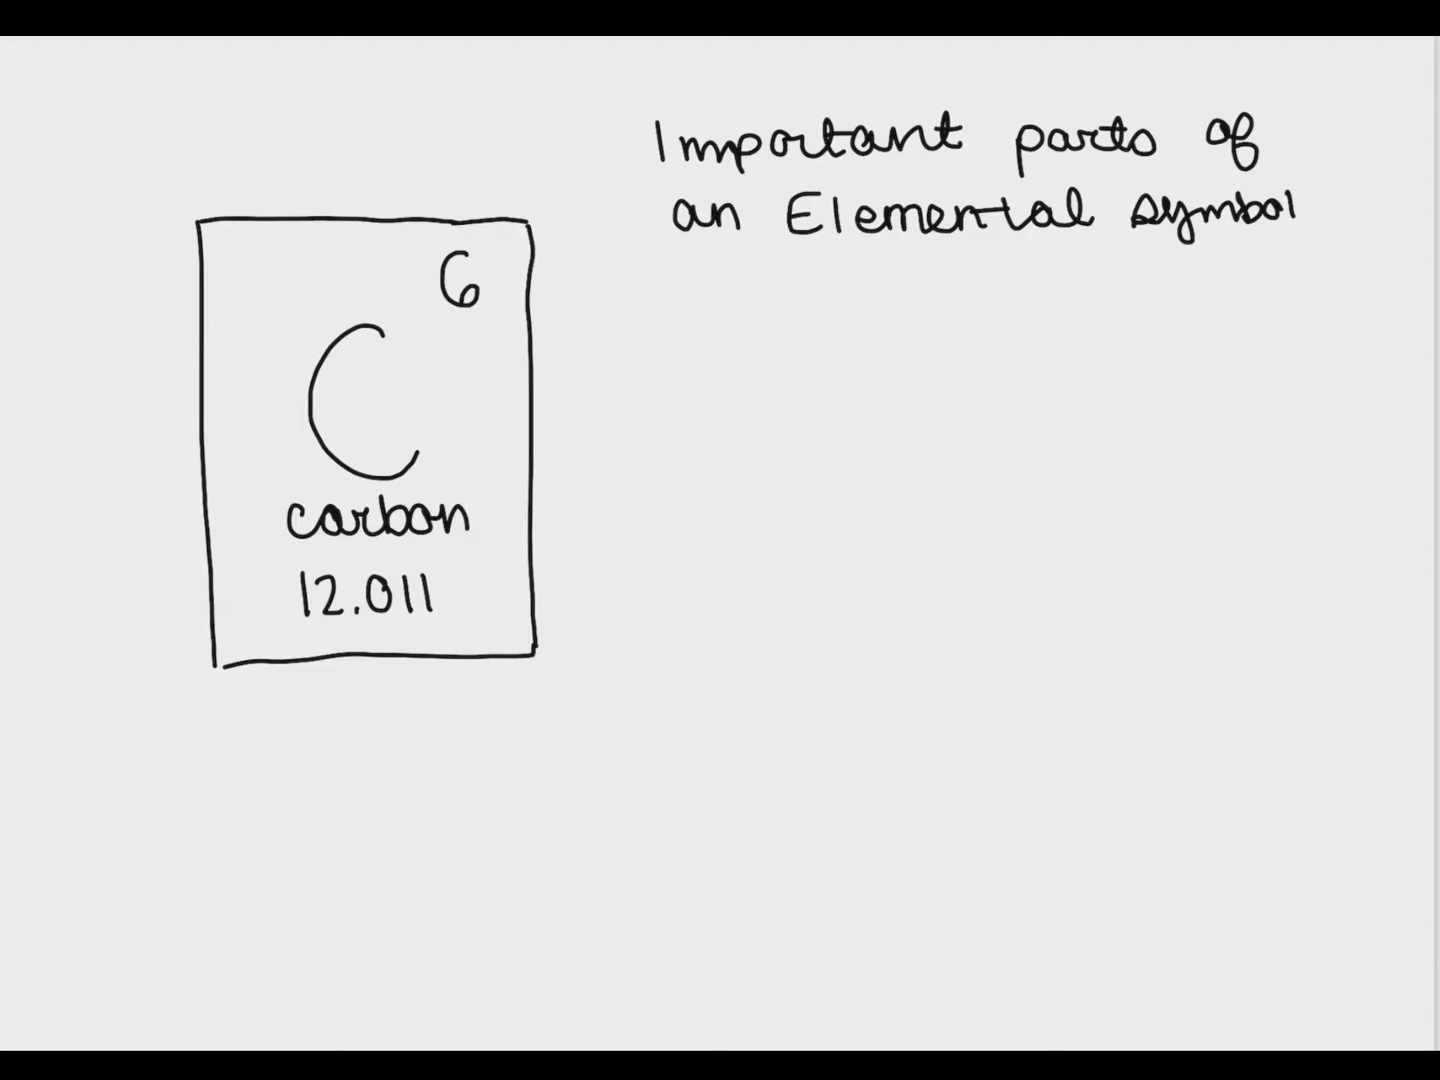 Important parts of
an Elemental symbol
6
C
carbon
12.011